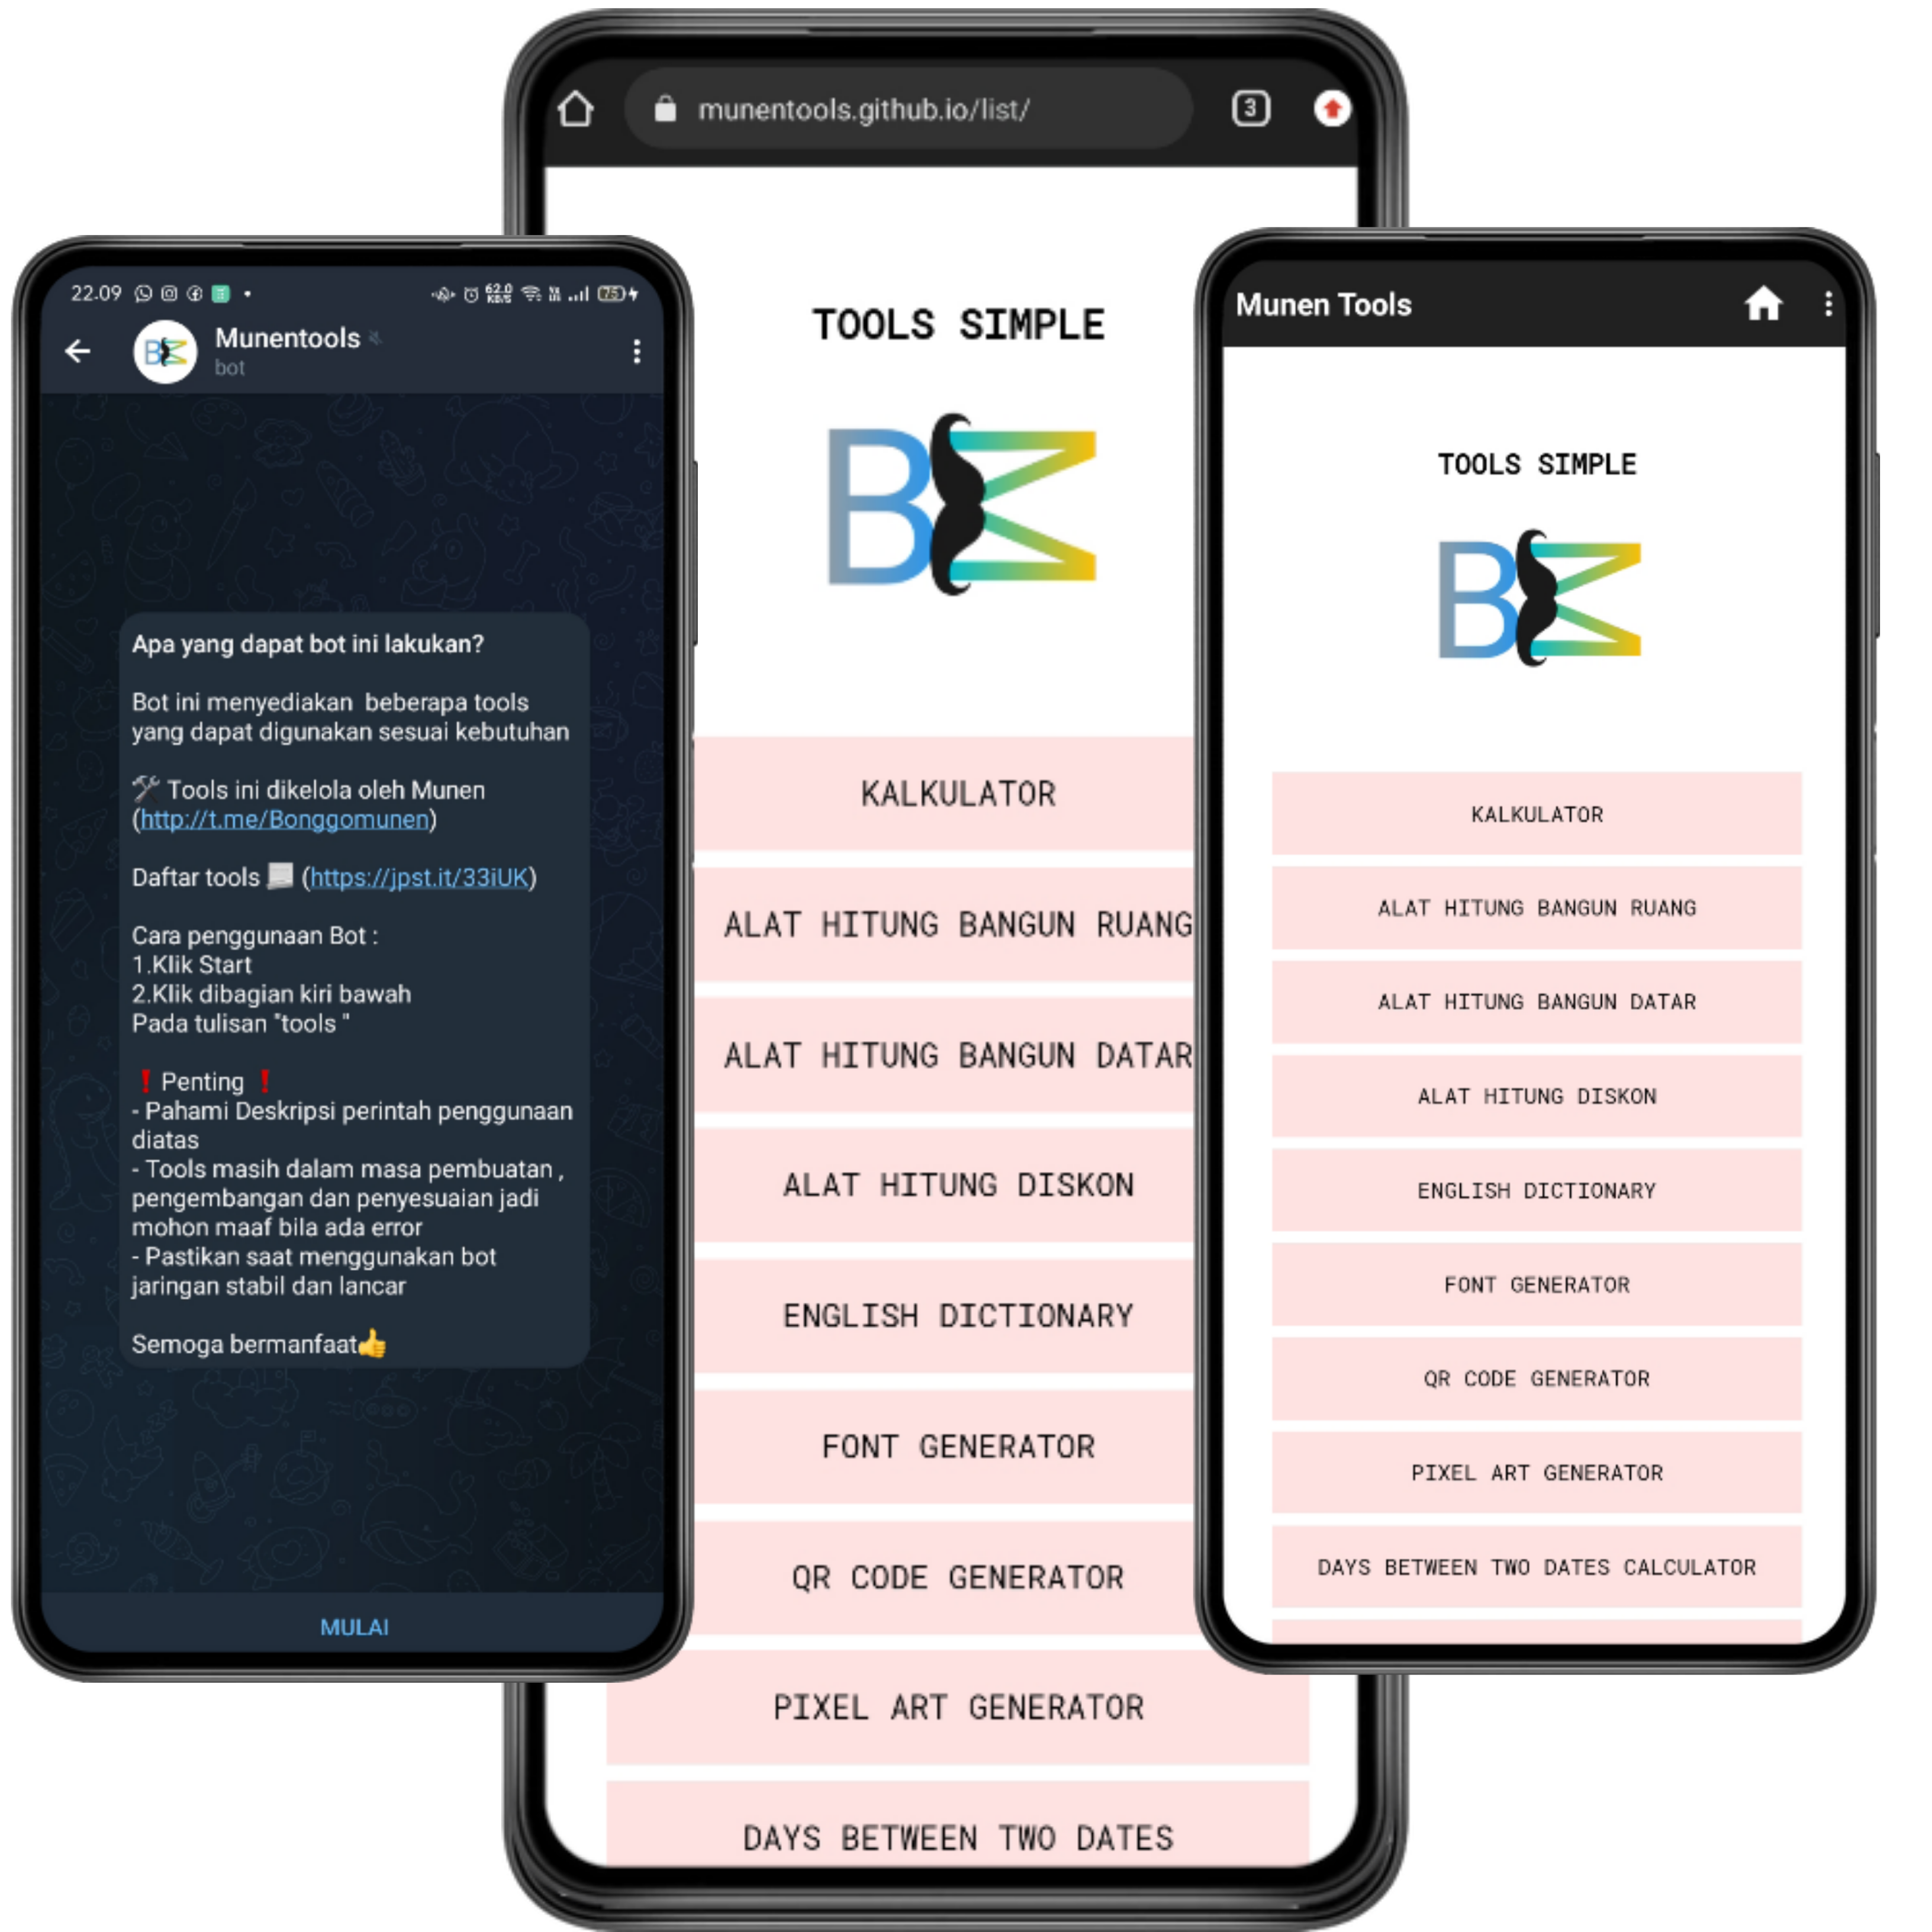 22.09
62.0
KB/S
75
Munentools
bot
Apa yang dapat bot ini lakukan?
Bot ini menyediakan  beberapa tools
yang dapat digunakan sesuai kebutuhan
🛠 Tools ini dikelola oleh Munen
(http://t.me/Bonggomunen)
Daftar tools 📃 (https://jpst.it/33iUK)
Cara penggunaan Bot :
1.Klik Start
2.Klik dibagian kiri bawah
Pada tulisan "tools "
❗ Penting ❗
- Pahami Deskripsi perintah penggunaan
diatas
- Tools masih dalam masa pembuatan ,
pengembangan dan penyesuaian jadi
mohon maaf bila ada error
- Pastikan saat menggunakan bot
jaringan stabil dan lancar
Semoga bermanfaat👍
MULAI
munentools.github.io/list/
3
TOOLS SIMPLE
B
KALKULATOR
ALAT HITUNG BANGUN RUANG
ALAT HITUNG BANGUN DATAR
ALAT HITUNG DISKON
ENGLISH DICTIONARY
FONT GENERATOR
QR CODE GENERATOR
PIXEL ART GENERATOR
DAYS BETWEEN TWO DATES
Munen Tools
TOOLS SIMPLE
B
KALKULATOR
ALAT HITUNG BANGUN RUANG
ALAT HITUNG BANGUN DATAR
ALAT HITUNG DISKON
ENGLISH DICTIONARY
FONT GENERATOR
QR CODE GENERATOR
PIXEL ART GENERATOR
DAYS BETWEEN TWO DATES CALCULATOR